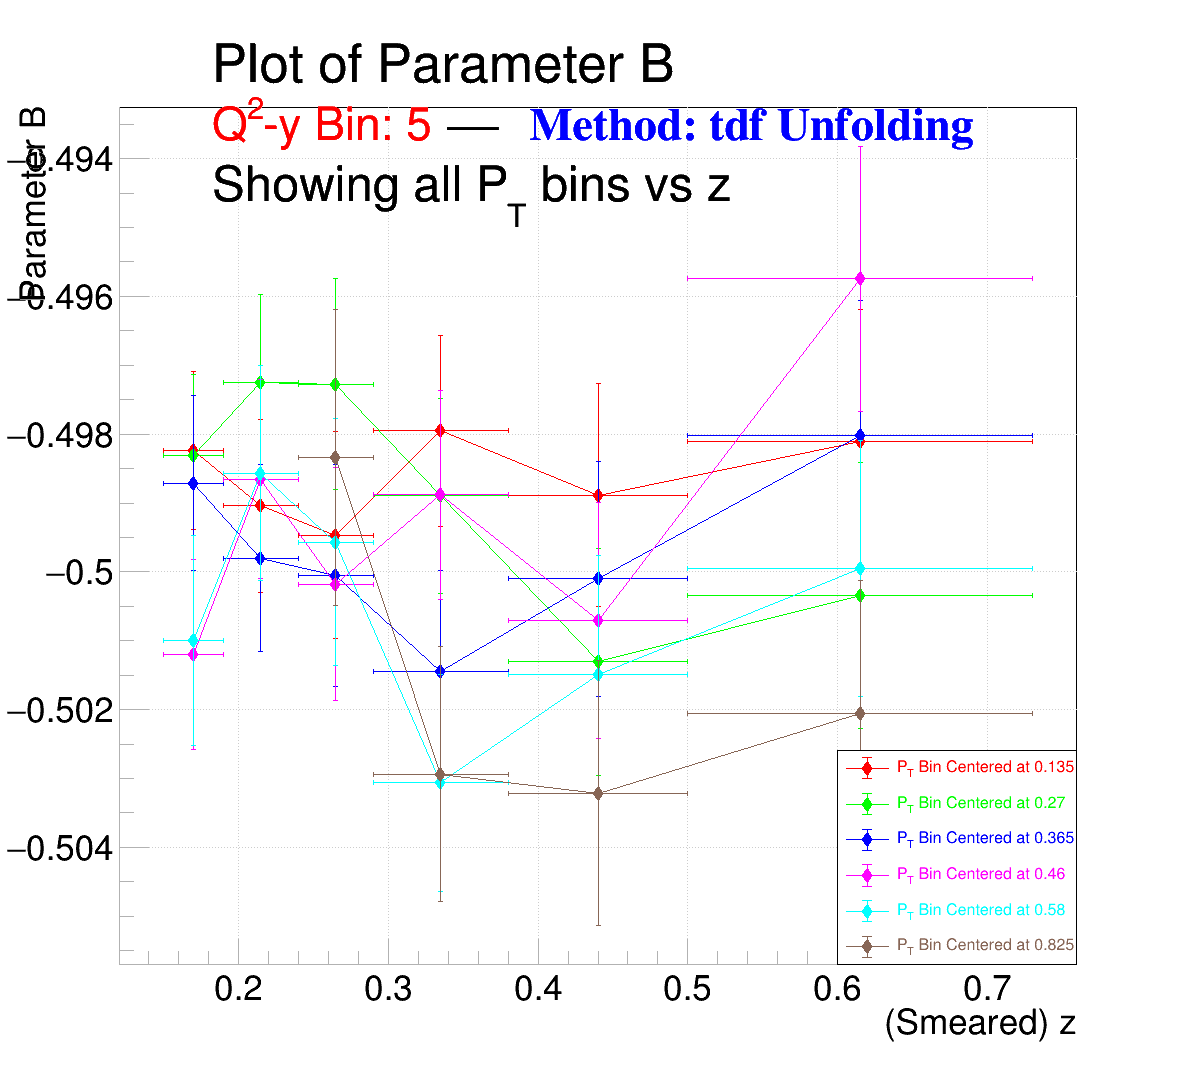 Plot of Parameter B
Q²-y Bin: 5 — Method: tdf Unfolding
Showing all P_T bins vs z
Parameter B
−0.494
−0.496
−0.498
−0.5
−0.502
−0.504
P_T Bin Centered at 0.135
P_T Bin Centered at 0.27
P_T Bin Centered at 0.365
P_T Bin Centered at 0.46
P_T Bin Centered at 0.58
P_T Bin Centered at 0.825
0.2 0.3 0.4 0.5 0.6 0.7
(Smeared) z